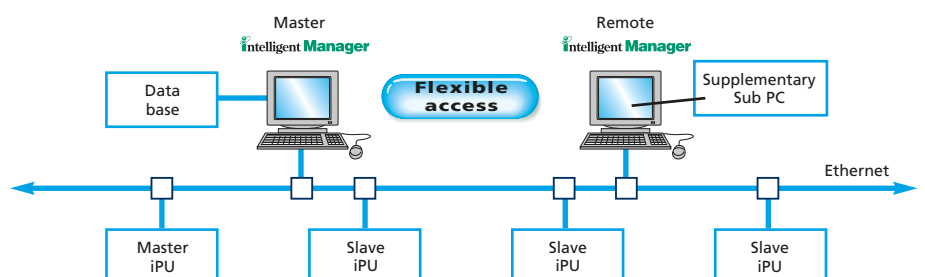 Master
intelligent Manager
Remote
intelligent Manager
Data
base
Flexible
access
Supplementary
Sub PC
Ethernet
Master
iPU
Slave
iPU
Slave
iPU
Slave
iPU